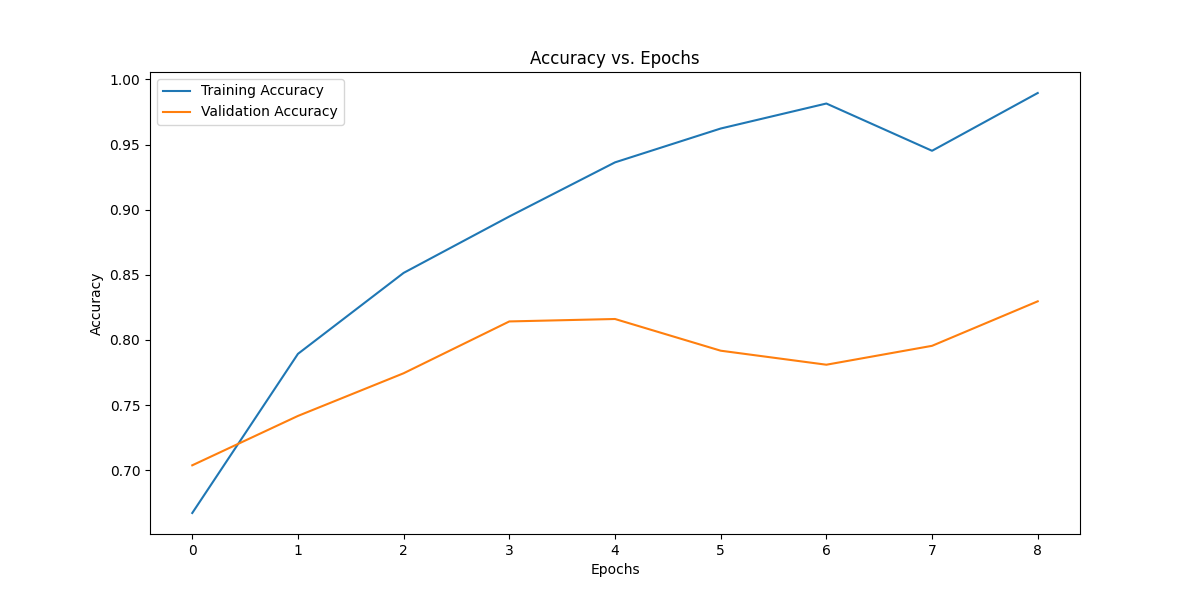 Accuracy vs. Epochs
Training Accuracy
Validation Accuracy
Accuracy
1.00
0.95
0.90
0.85
0.80
0.75
0.70
0 1 2 3 4 5 6 7 8
Epochs